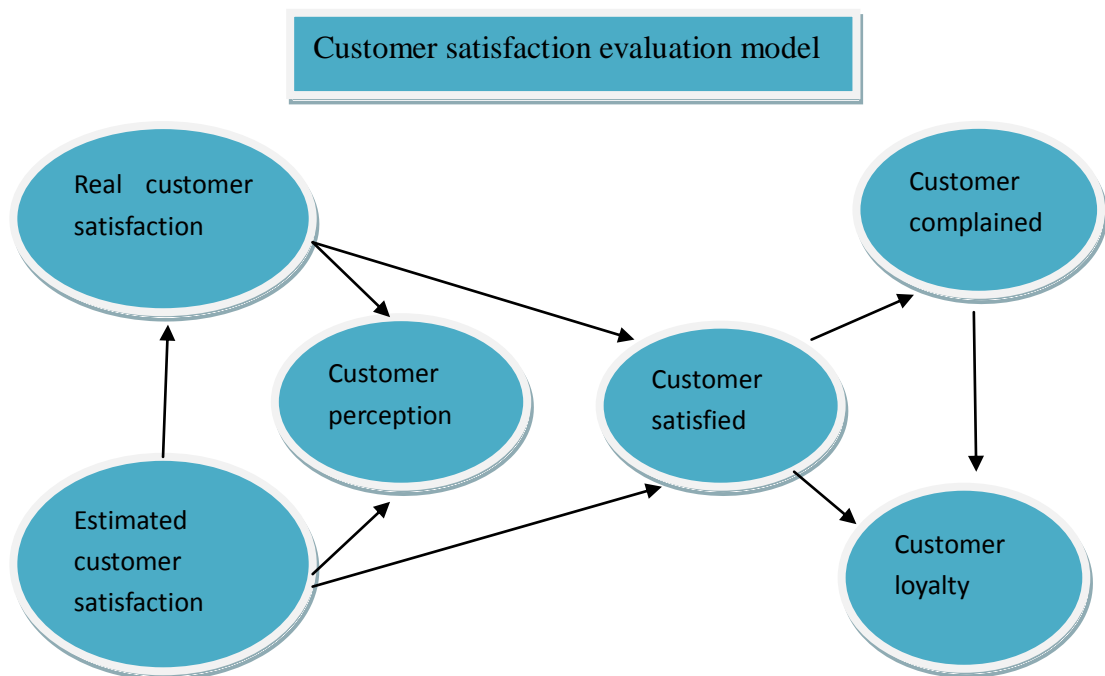 Customer satisfaction evaluation model
Real customer
satisfaction
Customer
complained
Customer
perception
Customer
satisfied
Estimated
customer
satisfaction
Customer
loyalty